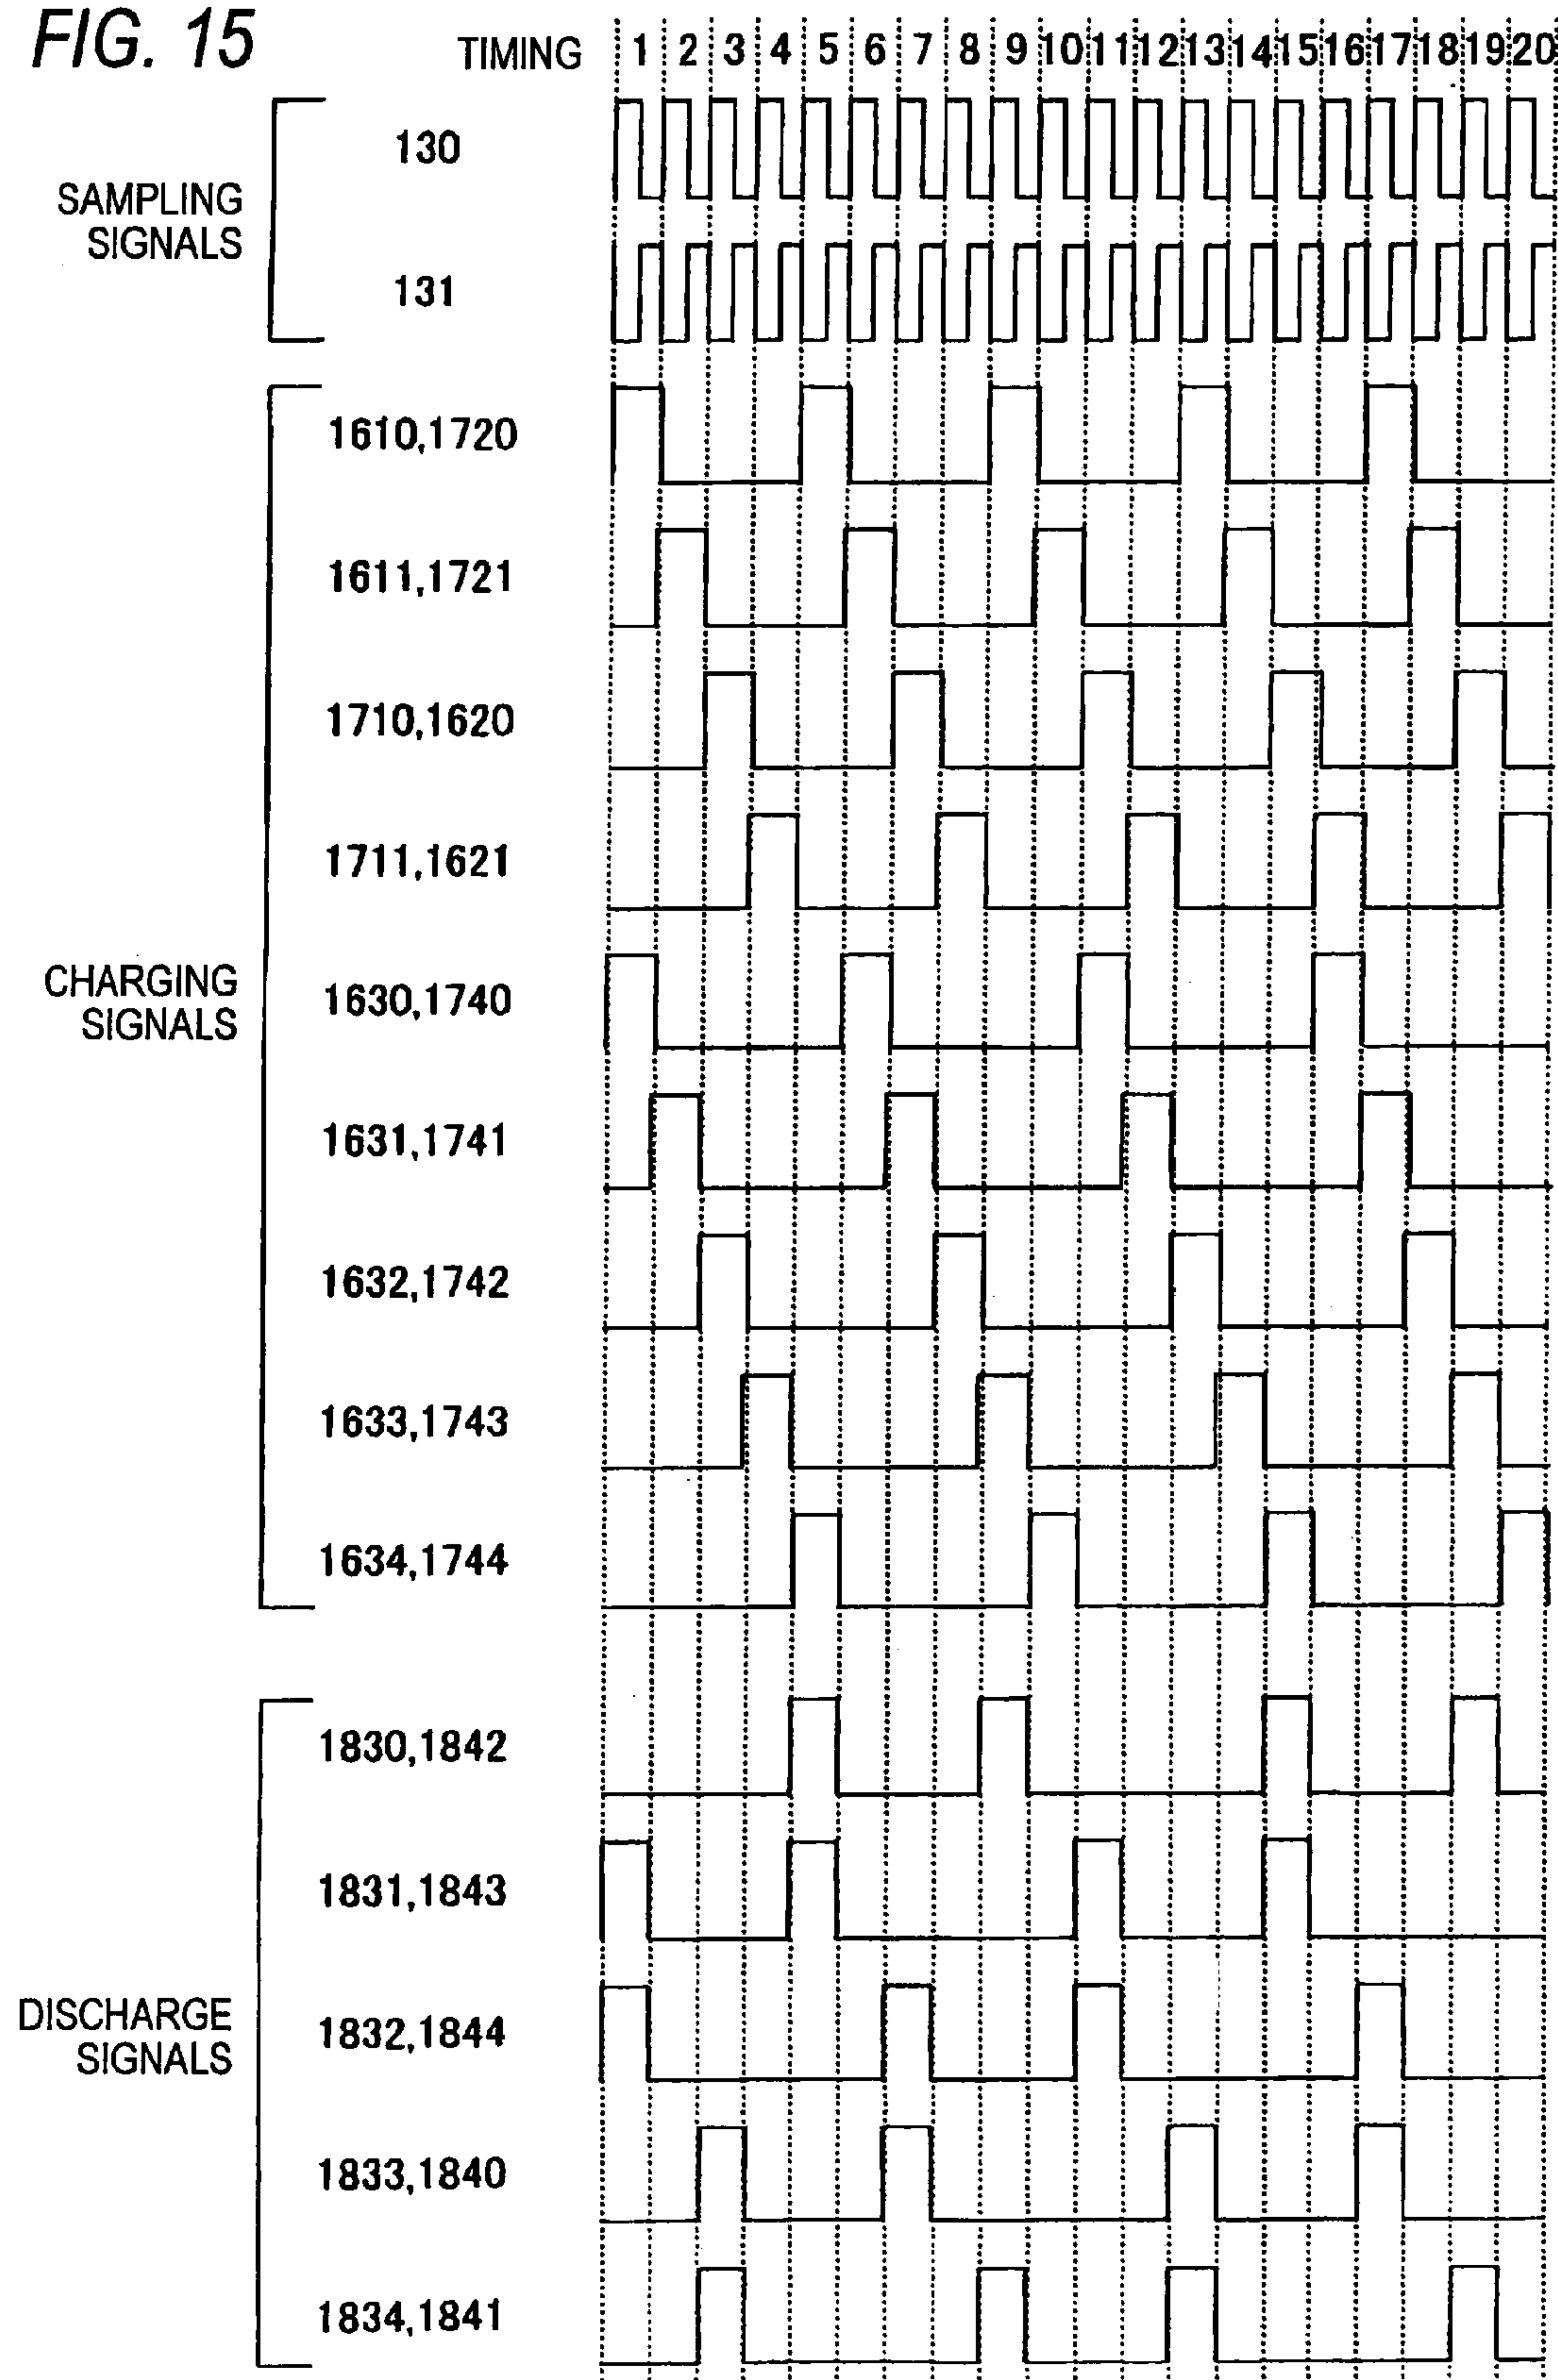 FIG. 15
TIMING 1 2 3 4 5 6 7 8 9 10 11 12 13 14 15 16 17 18 19 20
SAMPLING
SIGNALS
130
131
CHARGING
SIGNALS
1610,1720
1611,1721
1710,1620
1711,1621
1630,1740
1631,1741
1632,1742
1633,1743
1634,1744
DISCHARGE
SIGNALS
1830,1842
1831,1843
1832,1844
1833,1840
1834,1841